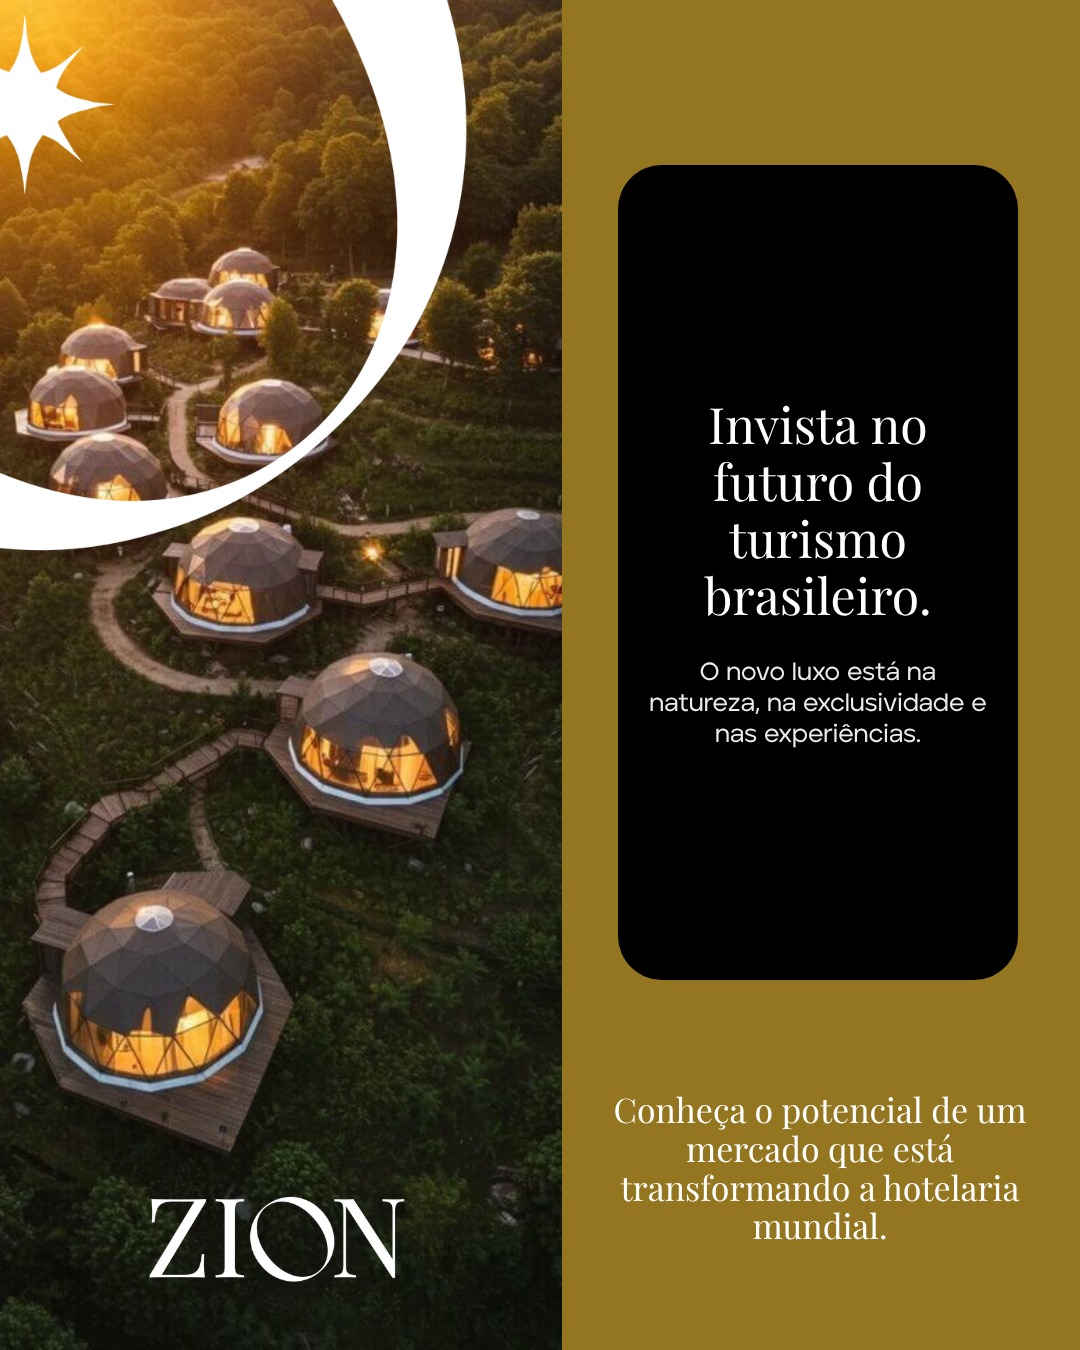 Invista no
futuro do
turismo
brasileiro.
O novo luxo está na
natureza, na exclusividade e
nas experiências.
Conheça o potencial de um
mercado que está
transformando a hotelaria
mundial.
ZION